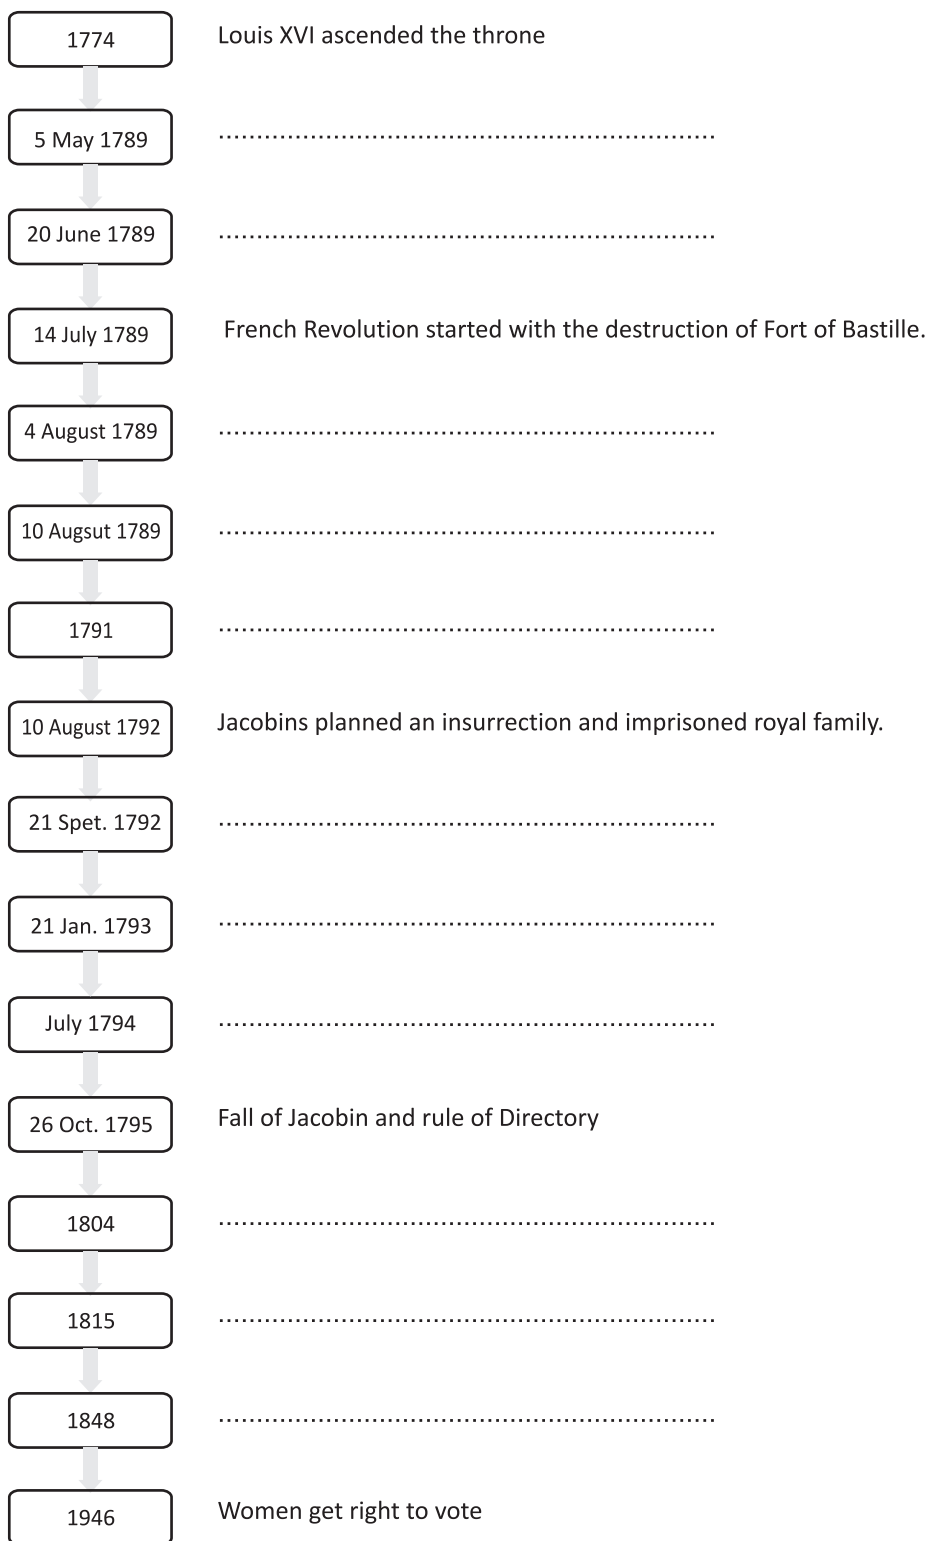 1774 Louis XVI ascended the throne
5 May 1789 .................................................................
20 June 1789 .................................................................
14 July 1789 French Revolution started with the destruction of Fort of Bastille.
4 August 1789 .................................................................
10 Augsut 1789 .................................................................
1791 .................................................................
10 August 1792 Jacobins planned an insurrection and imprisoned royal family.
21 Spet. 1792 .................................................................
21 Jan. 1793 .................................................................
July 1794 .................................................................
26 Oct. 1795 Fall of Jacobin and rule of Directory
1804 .................................................................
1815 .................................................................
1848 .................................................................
1946 Women get right to vote